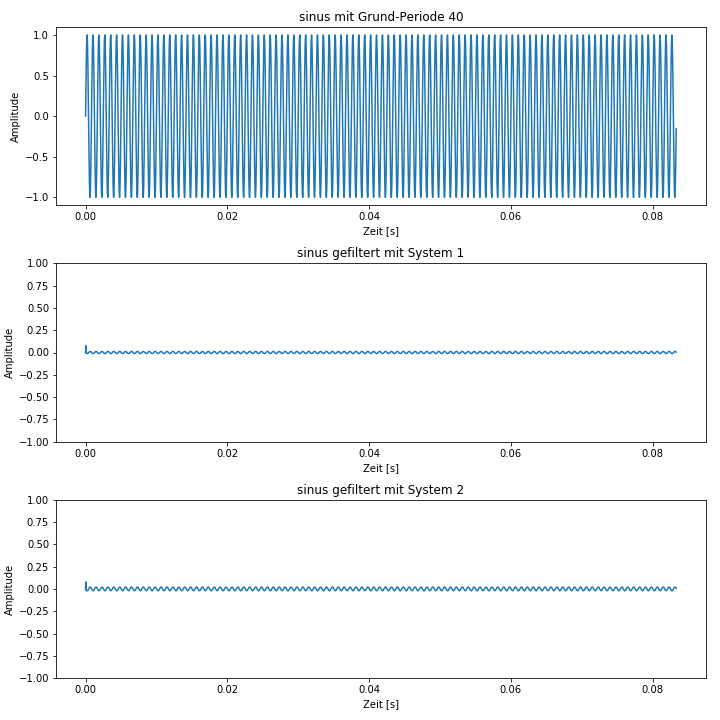 sinus mit Grund-Periode 40
1.0
0.5
0.0
−0.5
−1.0
Amplitude
0.00 0.02 0.04 0.06 0.08
Zeit [s]
sinus gefiltert mit System 1
1.00
0.75
0.50
0.25
0.00
−0.25
−0.50
−0.75
−1.00
Amplitude
0.00 0.02 0.04 0.06 0.08
Zeit [s]
sinus gefiltert mit System 2
1.00
0.75
0.50
0.25
0.00
−0.25
−0.50
−0.75
−1.00
Amplitude
0.00 0.02 0.04 0.06 0.08
Zeit [s]